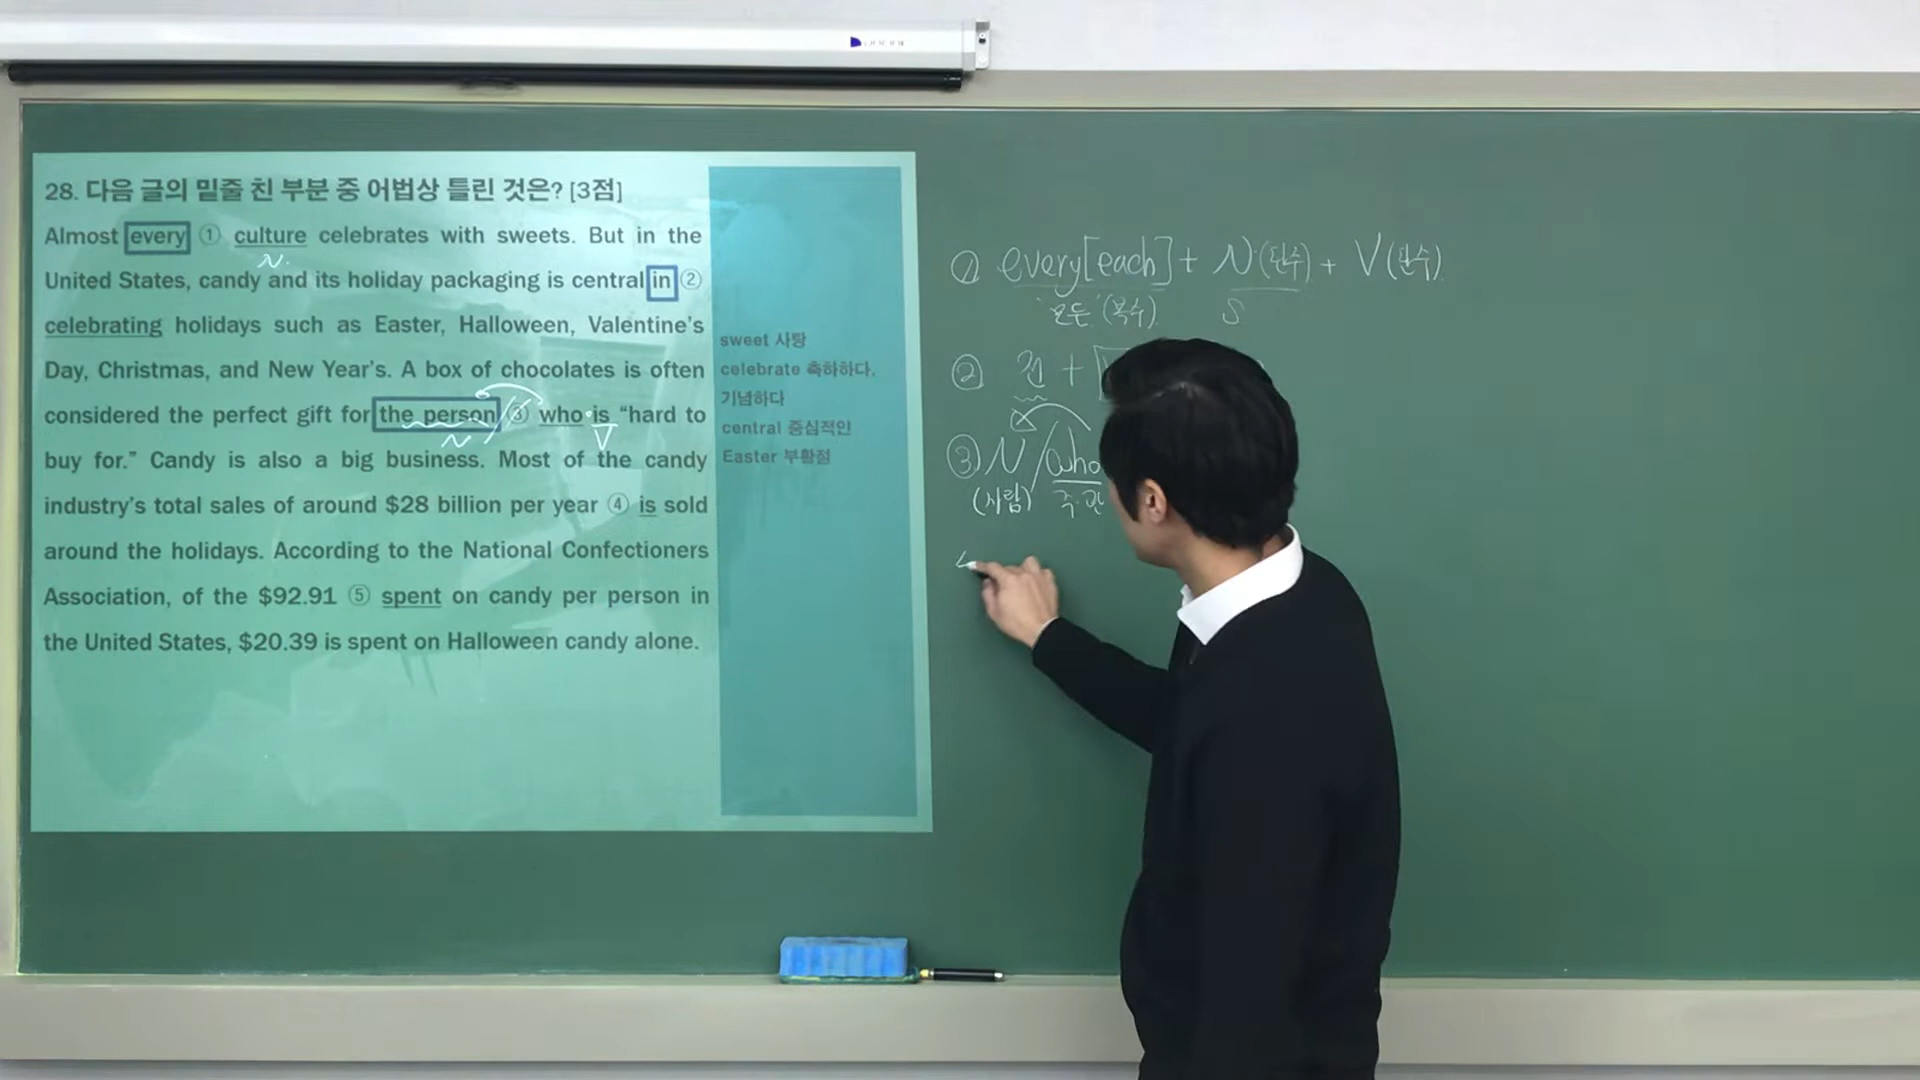 28. 다음 글의 밑줄 친 부분 중 어법상 틀린 것은? [3점]
Almost every ① culture celebrates with sweets. But in the
N.
United States, candy and its holiday packaging is central in ②
celebrating holidays such as Easter, Halloween, Valentine's
Day, Christmas, and New Year's. A box of chocolates is often
considered the perfect gift for the person / ③ who is "hard to
N V
buy for." Candy is also a big business. Most of the candy
industry's total sales of around $28 billion per year ④ is sold
around the holidays. According to the National Confectioners
Association, of the $92.91 ⑤ spent on candy per person in
the United States, $20.39 is spent on Halloween candy alone.
sweet 사탕
celebrate 축하하다.
기념하다
central 중심적인
Easter 부활점
① every[each] + N.(단수) + V(단수).
'모든' (복수). S
② 전 +
③ N / who
(사람) 주.관